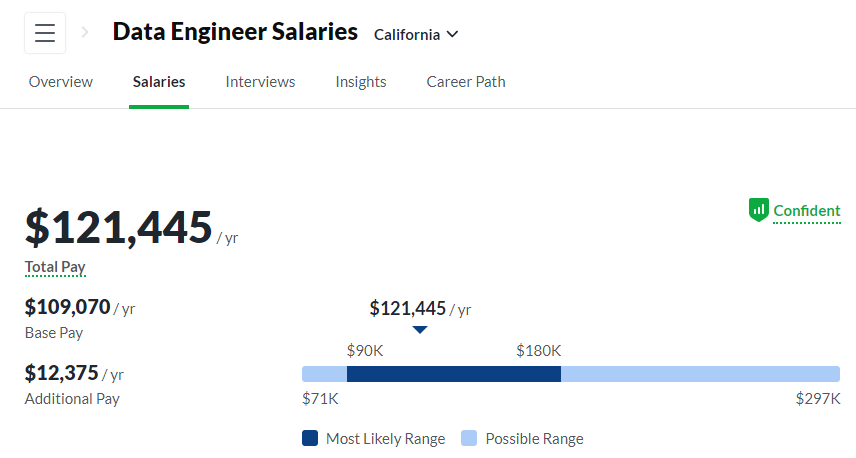 Data Engineer Salaries California
Overview Salaries Interviews Insights Career Path
$121,445 / yr
Confident
Total Pay
$109,070 / yr
Base Pay
$12,375 / yr
Additional Pay
$121,445 / yr
$90K $180K
$71K $297K
Most Likely Range Possible Range